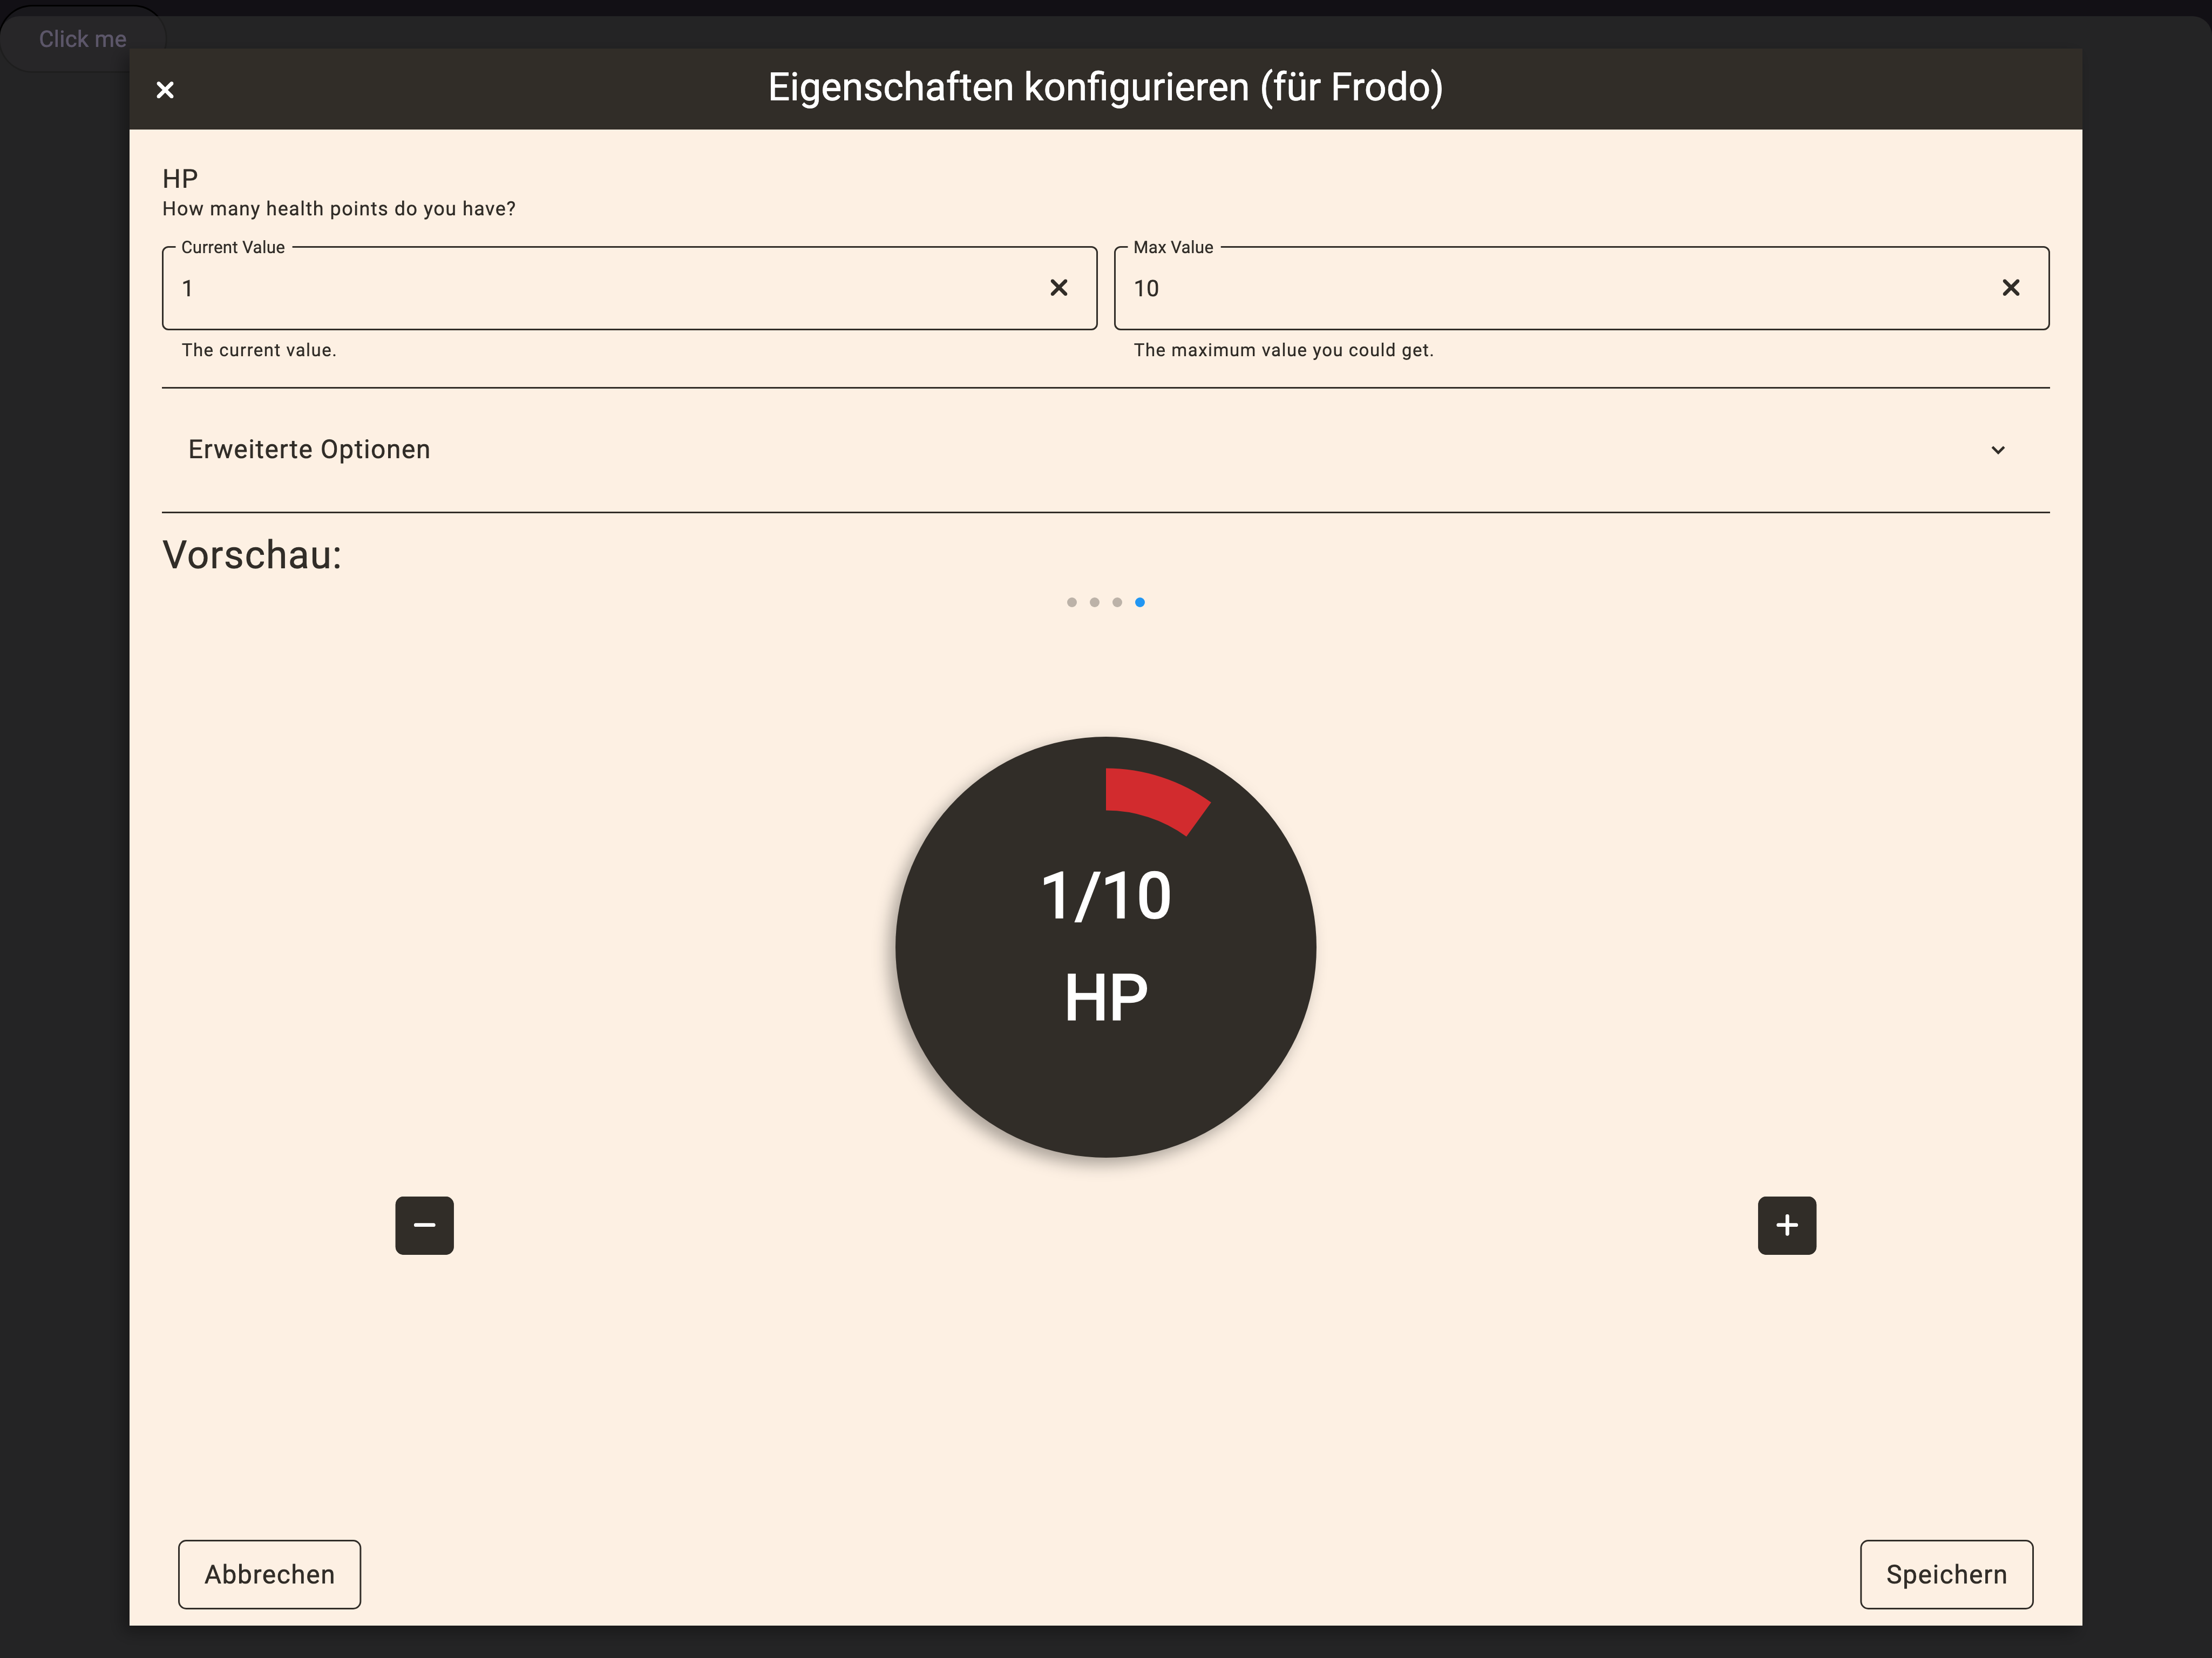 Click me
Eigenschaften konfigurieren (für Frodo)
HP
How many health points do you have?
Current Value
Max Value
1
10
The current value.
The maximum value you could get.
Erweiterte Optionen
Vorschau:
1/10
HP
Abbrechen
Speichern